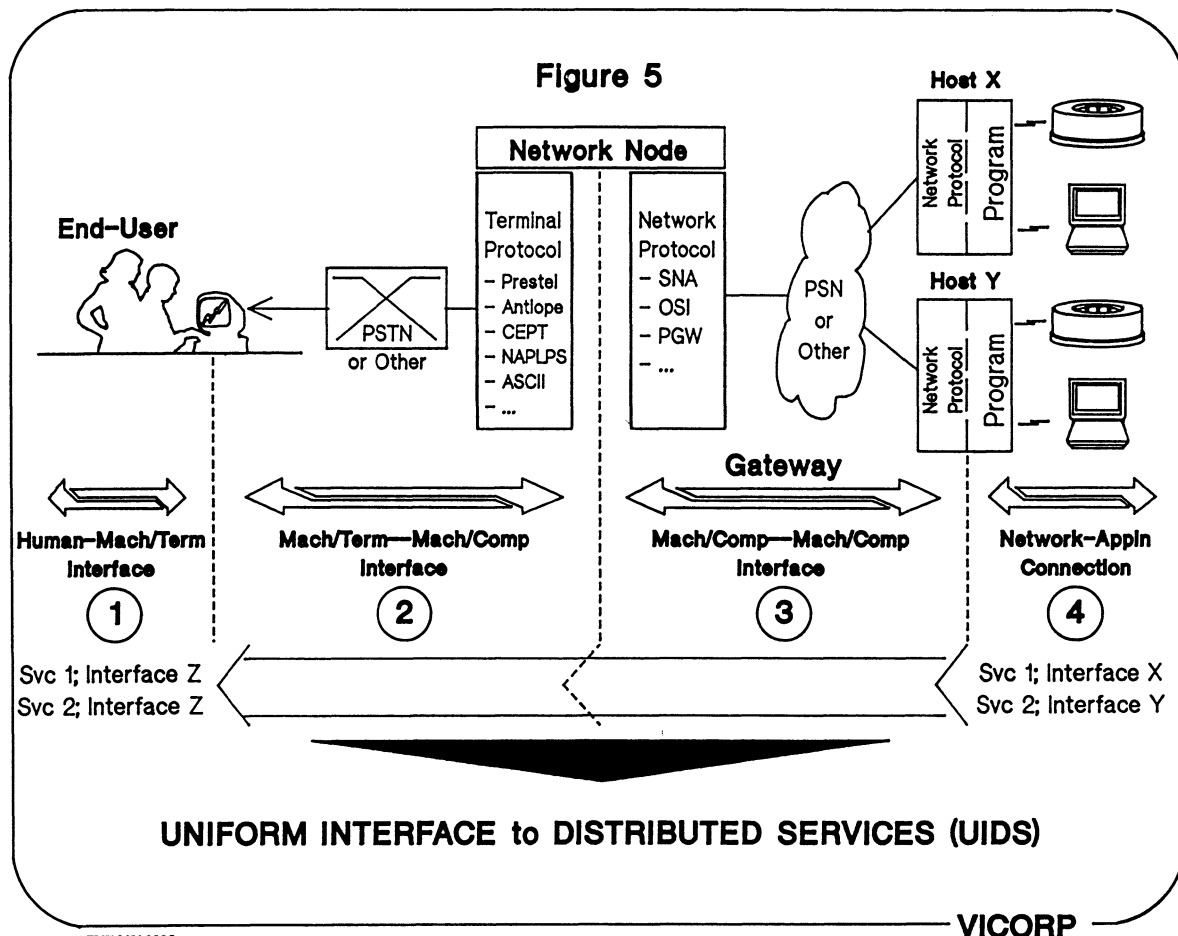 Figure 5
Host X
Network Node
Network
Protocol
Program
End-User
Terminal
Protocol
- Prestel
- Antiope
- CEPT
- NAPLPS
- ASCII
- ...
Network
Protocol
- SNA
- OSI
- PGW
- ...
PSTN
or Other
PSN
or
Other
Host Y
Network
Protocol
Program
Gateway
Human-Mach/Term
Interface
1
Mach/Term--Mach/Comp
Interface
2
Mach/Comp--Mach/Comp
Interface
3
Network-Appln
Connection
4
Svc 1; Interface Z
Svc 2; Interface Z
Svc 1; Interface X
Svc 2; Interface Y
UNIFORM INTERFACE to DISTRIBUTED SERVICES (UIDS)
VICORP